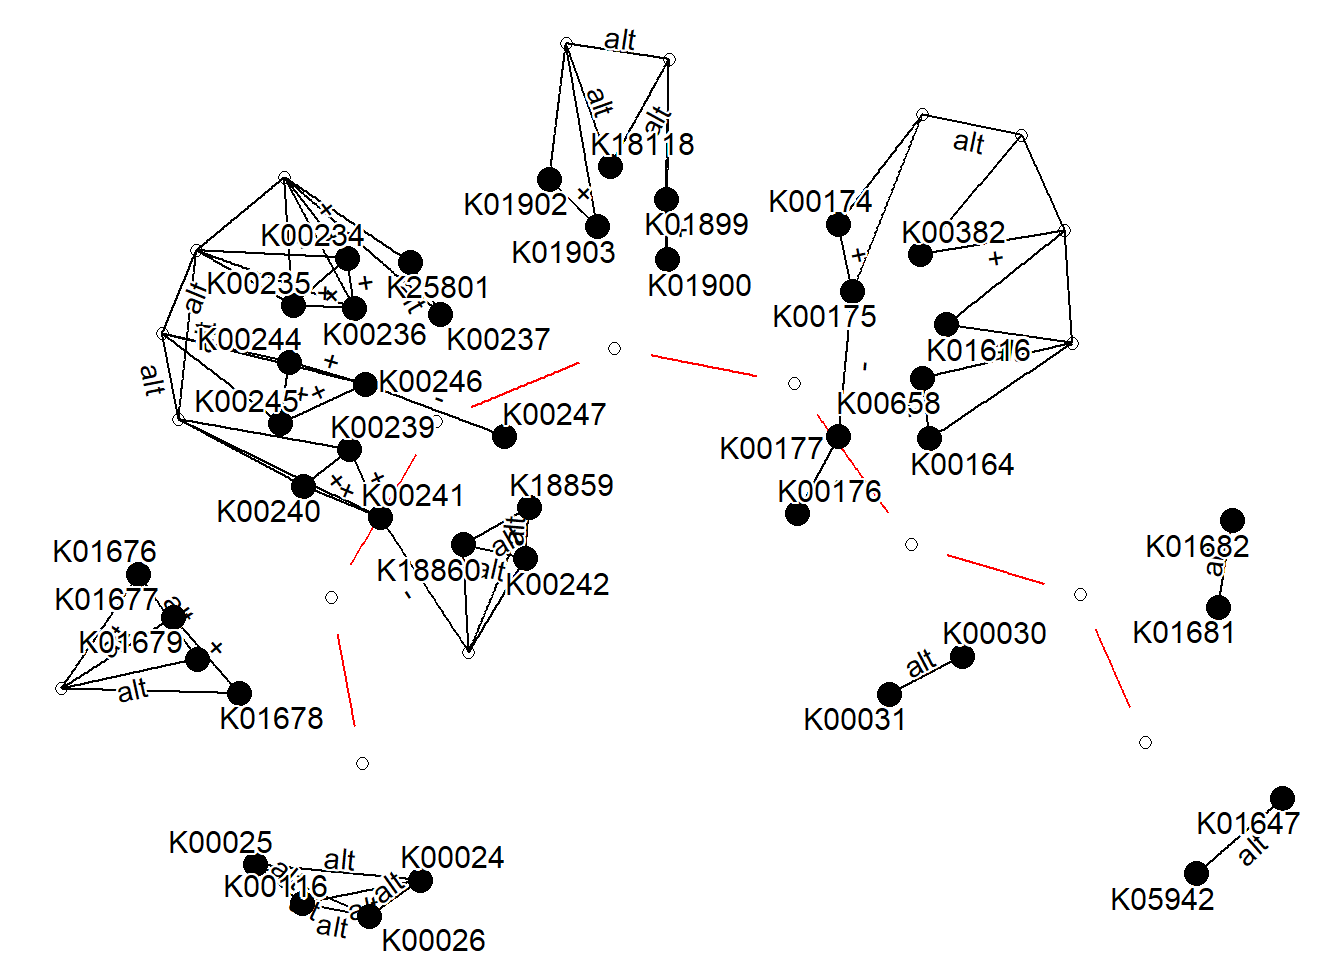 alt
alt
alt
K18118
K01902
+
K01903
K01899
-
K01900
alt
K00174
K00382
+
+
K00175
K01616
-
K00658
K00177
K00164
K00176
+
K00234
K00235
+
+
+
K25801
alt
K00236
K00237
alt
K00244
+
alt
K00246
-
K00245
+
+
K00247
K00239
+
+
+
K00241
K00240
K18859
alt
alt
K18860
alt
K00242
-
K01676
K01677
alt
K01679
+
alt
K01678
K01682
alt
K01681
K00030
alt
K00031
K01647
alt
K05942
K00025
alt
K00024
alt
K00116
alt
alt
alt
K00026